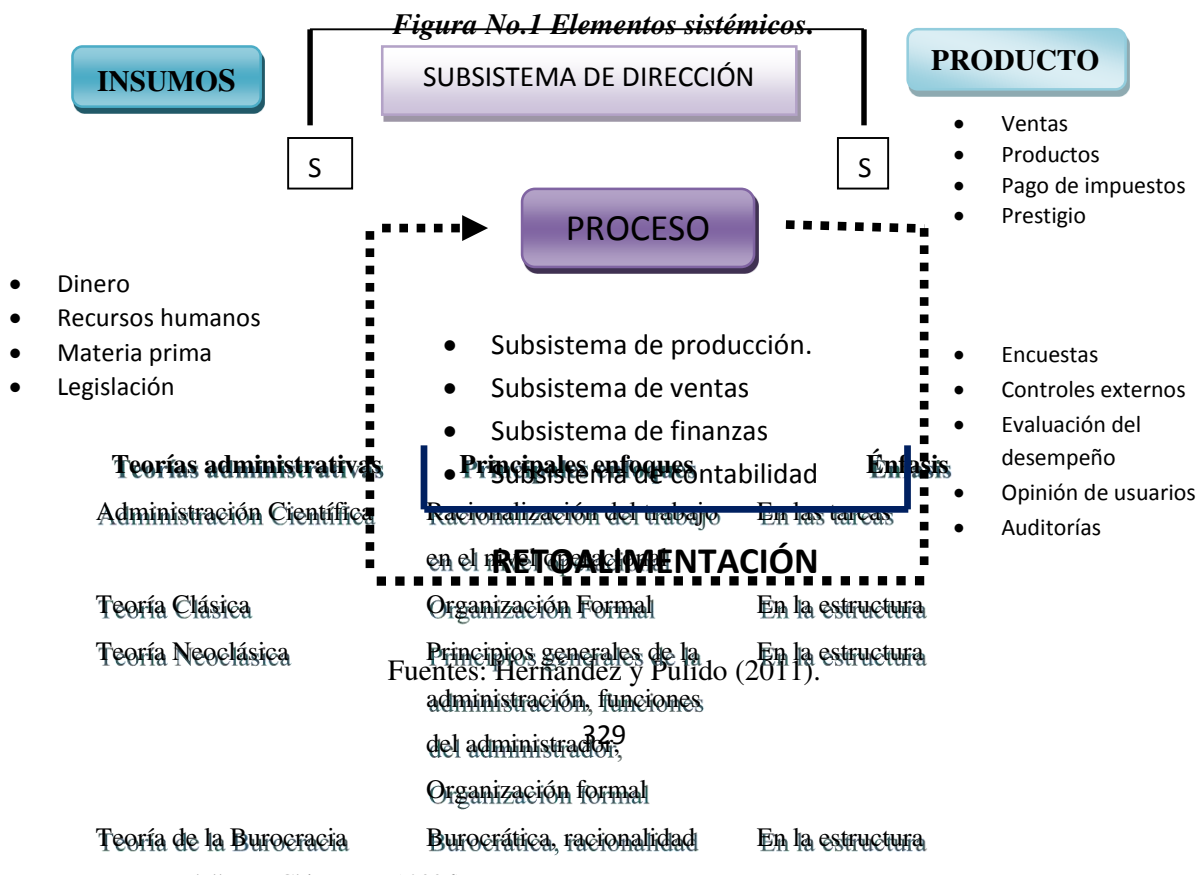 Figura No.1 Elementos sistémicos.
INSUMOS
SUBSISTEMA DE DIRECCIÓN
PRODUCTO
• Ventas
• Productos
• Pago de impuestos
• Prestigio
S
S
PROCESO
• Dinero
• Recursos humanos
• Materia prima
• Legislación
• Subsistema de producción.
• Subsistema de ventas
• Subsistema de finanzas
• Subsistema de contabilidad
• Encuestas
• Controles externos
• Evaluación del
desempeño
• Opinión de usuarios
• Auditorías
RETOALIMENTACIÓN
Teorías administrativas Principales enfoques Énfasis
Administración Científica Racionalización del trabajo En las tareas
en el nivel operacional
Teoría Clásica Organización Formal En la estructura
Teoría Neoclásica Principios generales de la En la estructura
administración, funciones
del administrador,
Organización formal
Teoría de la Burocracia Burocrática, racionalidad En la estructura
Fuentes: Hernández y Pulido (2011).
329